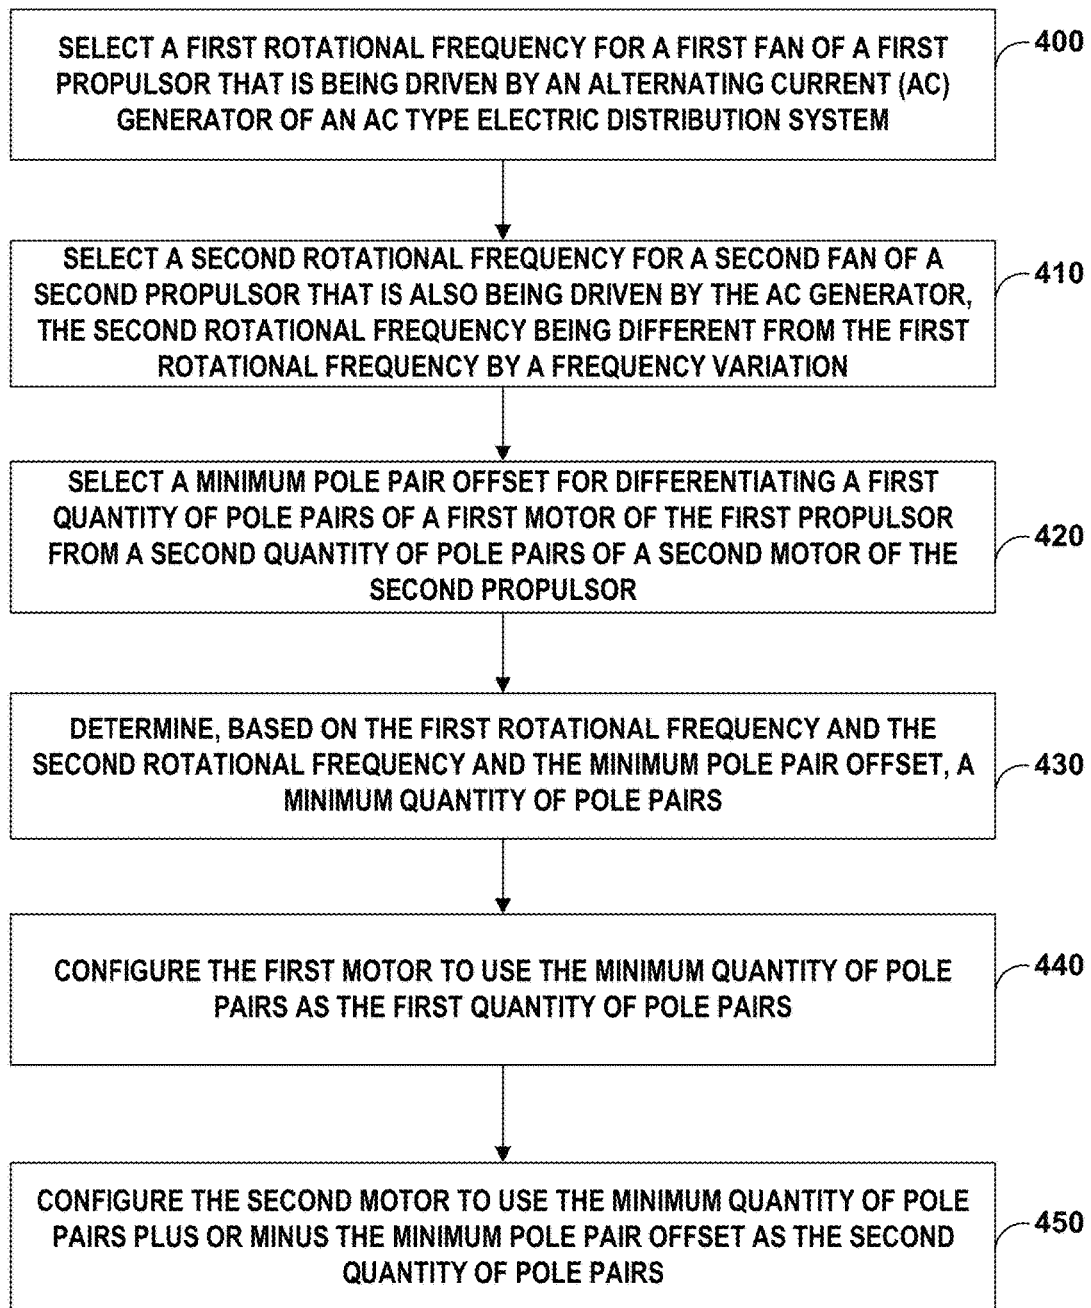 SELECT A FIRST ROTATIONAL FREQUENCY FOR A FIRST FAN OF A FIRST
PROPULSOR THAT IS BEING DRIVEN BY AN ALTERNATING CURRENT (AC)
GENERATOR OF AN AC TYPE ELECTRIC DISTRIBUTION SYSTEM
400
SELECT A SECOND ROTATIONAL FREQUENCY FOR A SECOND FAN OF A
SECOND PROPULSOR THAT IS ALSO BEING DRIVEN BY THE AC GENERATOR,
THE SECOND ROTATIONAL FREQUENCY BEING DIFFERENT FROM THE FIRST
ROTATIONAL FREQUENCY BY A FREQUENCY VARIATION
410
SELECT A MINIMUM POLE PAIR OFFSET FOR DIFFERENTIATING A FIRST
QUANTITY OF POLE PAIRS OF A FIRST MOTOR OF THE FIRST PROPULSOR
FROM A SECOND QUANTITY OF POLE PAIRS OF A SECOND MOTOR OF THE
SECOND PROPULSOR
420
DETERMINE, BASED ON THE FIRST ROTATIONAL FREQUENCY AND THE
SECOND ROTATIONAL FREQUENCY AND THE MINIMUM POLE PAIR OFFSET, A
MINIMUM QUANTITY OF POLE PAIRS
430
CONFIGURE THE FIRST MOTOR TO USE THE MINIMUM QUANTITY OF POLE
PAIRS AS THE FIRST QUANTITY OF POLE PAIRS
440
CONFIGURE THE SECOND MOTOR TO USE THE MINIMUM QUANTITY OF POLE
PAIRS PLUS OR MINUS THE MINIMUM POLE PAIR OFFSET AS THE SECOND
QUANTITY OF POLE PAIRS
450